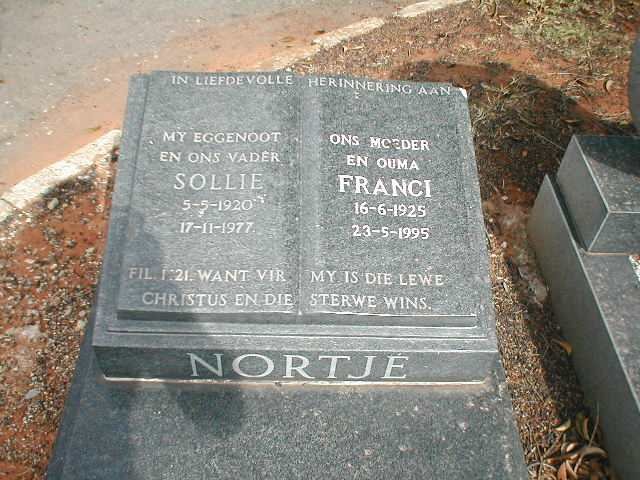 IN LIEFDEVOLLE HERINNERING AAN
MY EGGENOOT
EN ONS VADER
SOLLIE
5-5-1920
17-11-1977
ONS MOEDER
EN OUMA
FRANCI
16-6-1925
23-5-1995
FIL. 1:21. WANT VIR MY IS DIE LEWE
CHRISTUS EN DIE STERWE WINS.
NORTJÉ